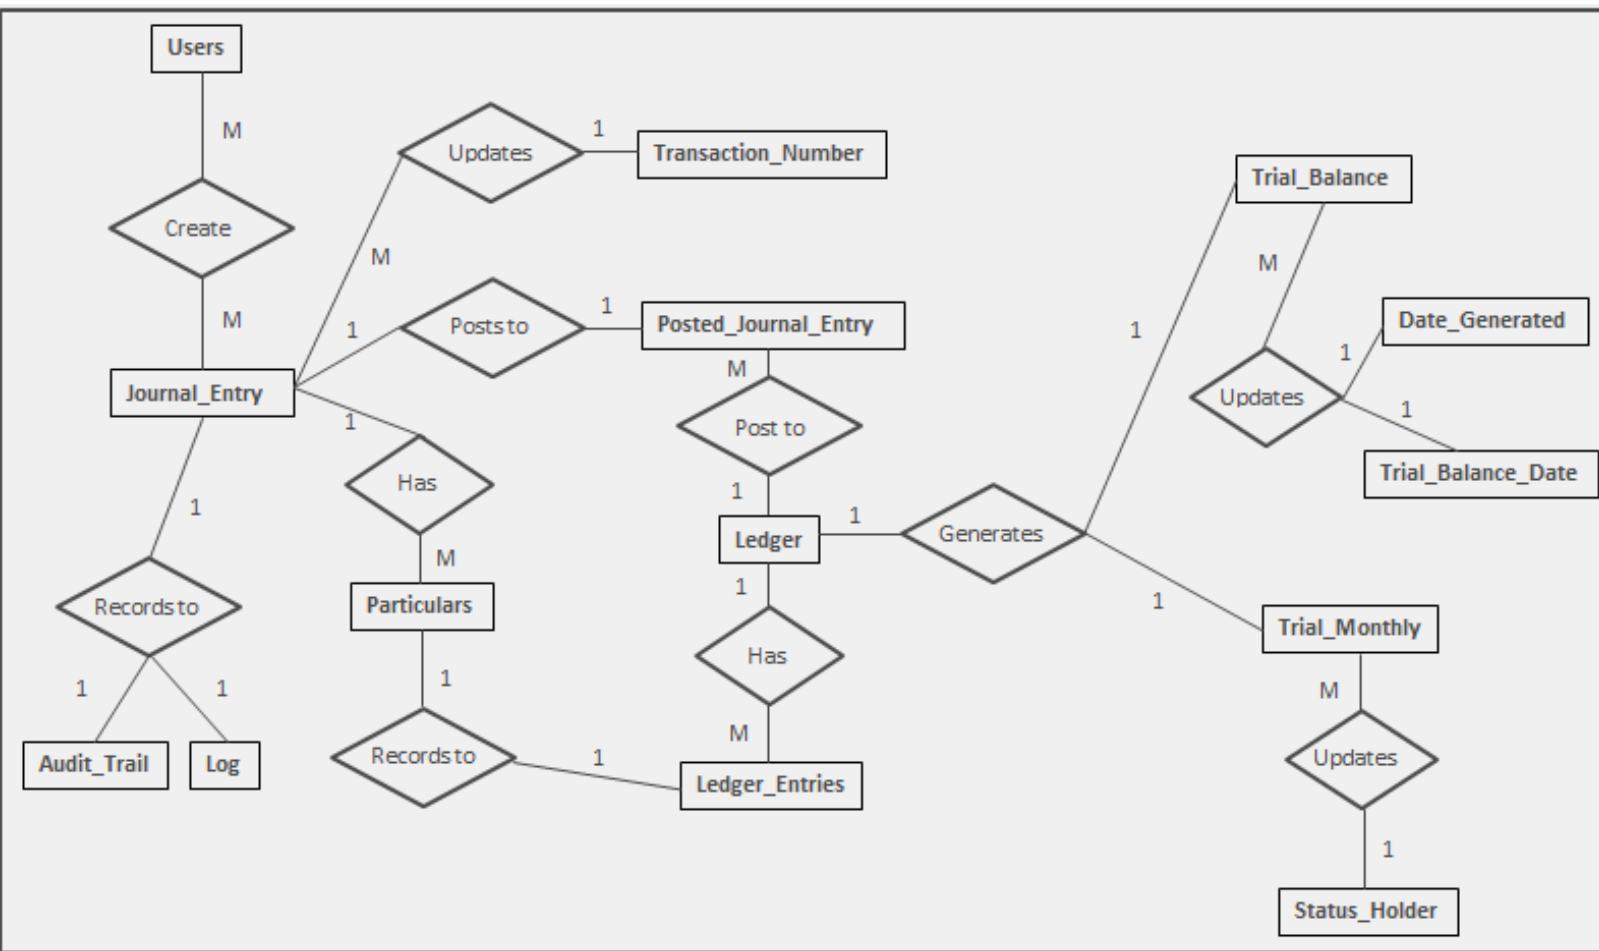 Users
M
Create
M
Journal_Entry
Updates
1
Transaction_Number
M
1
Posts to
1
Posted_Journal_Entry
1
Has
M
Particulars
1
Records to
1
1
Audit_Trail
Log
1
Records to
1
Ledger_Entries
M
Post to
1
Ledger
1
Has
M
1
Generates
1
Trial_Balance
M
Updates
1
Date_Generated
1
Trial_Balance_Date
1
Trial_Monthly
M
Updates
1
Status_Holder